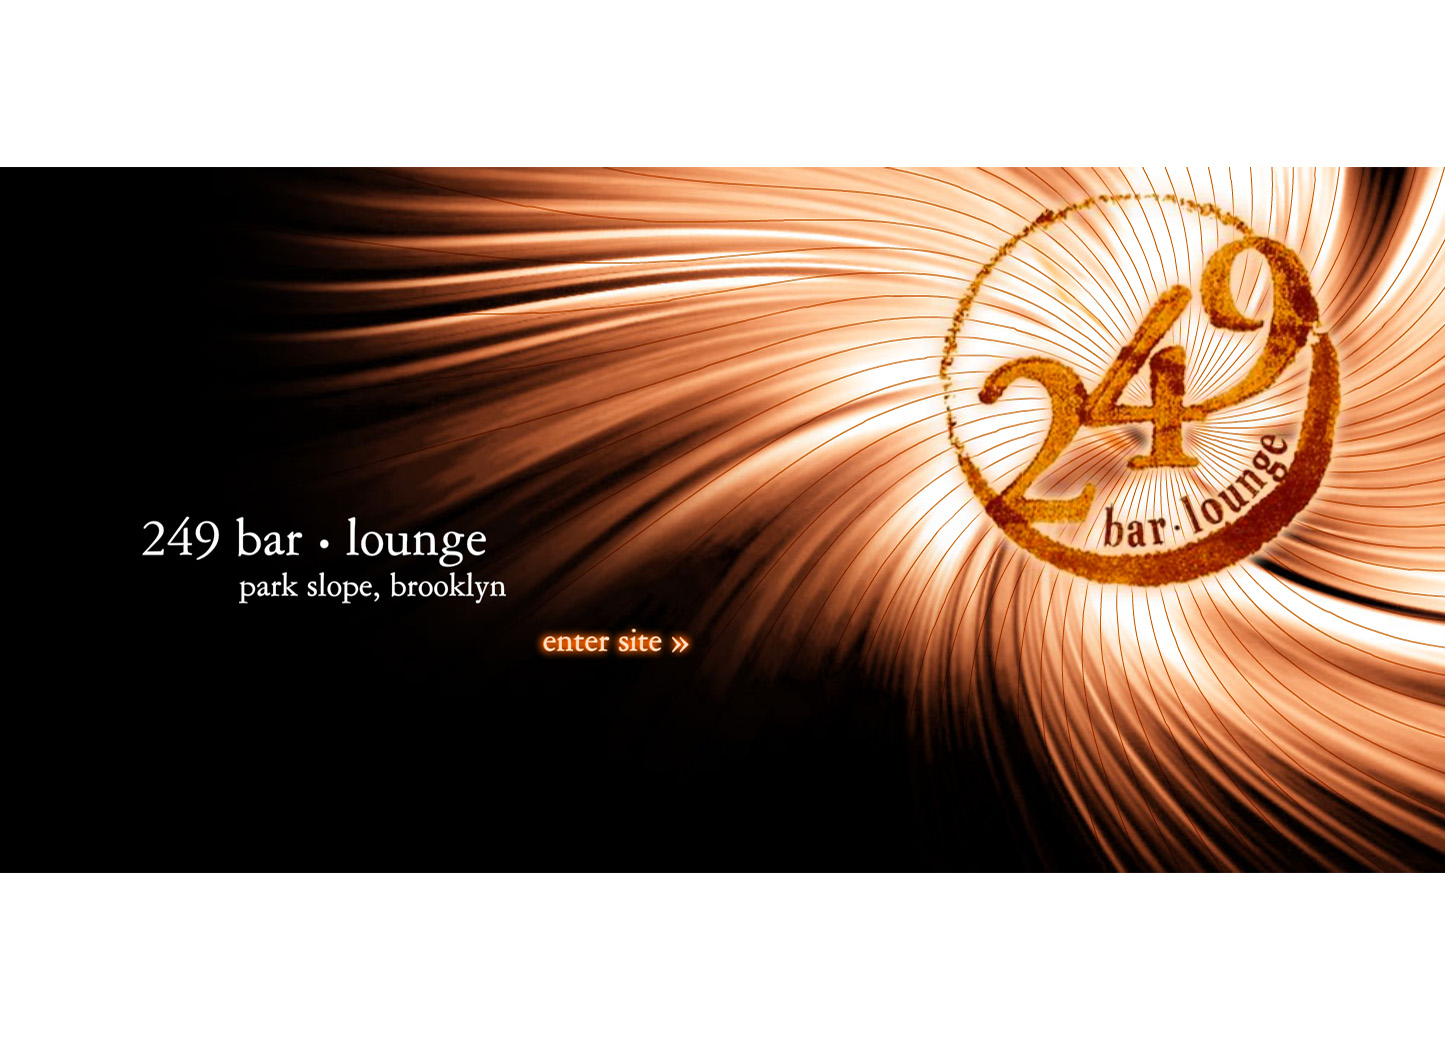 249
bar · lounge
249 bar • lounge
park slope, brooklyn
enter site »